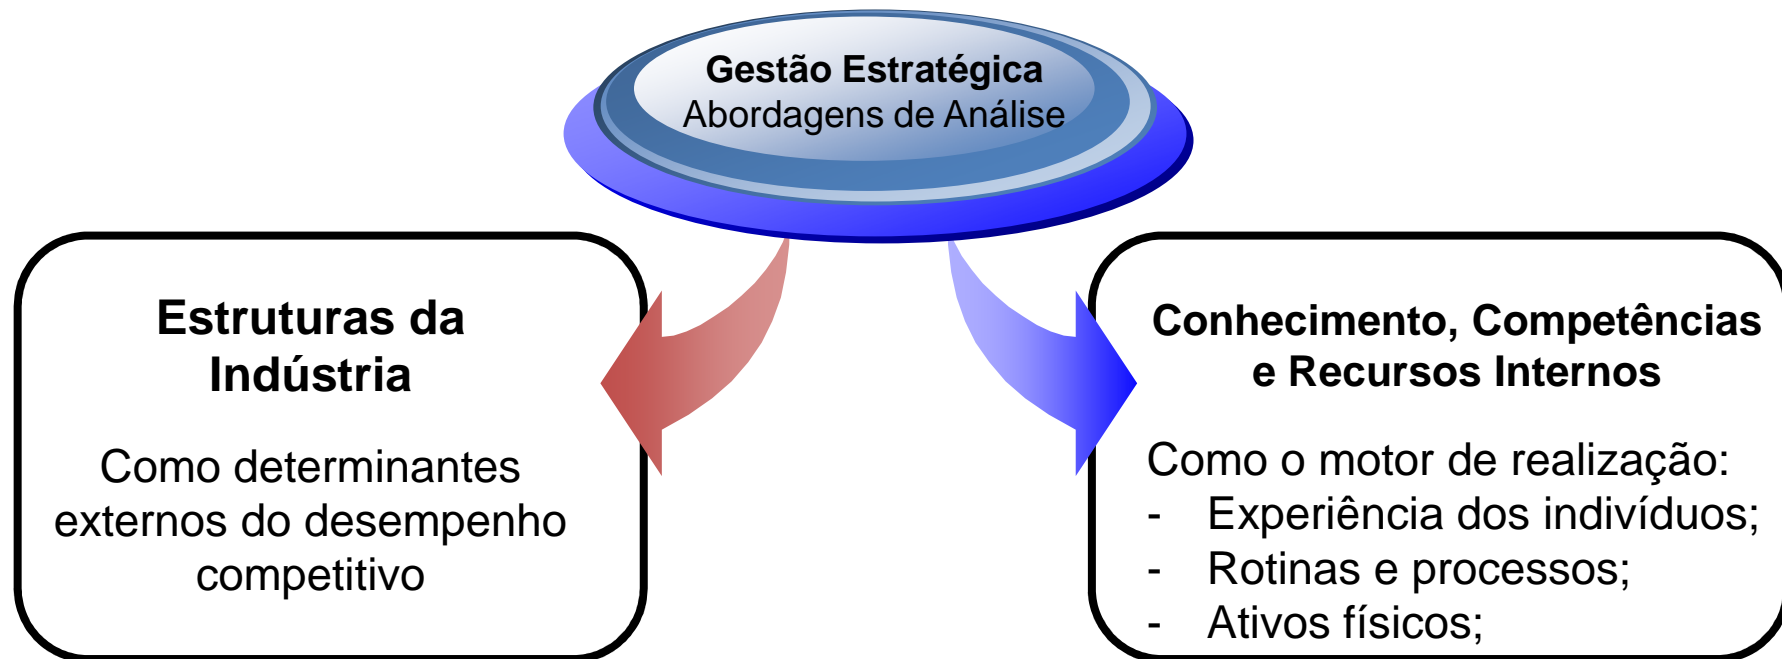 Gestão Estratégica
Abordagens de Análise
Estruturas da
Indústria
Como determinantes
externos do desempenho
competitivo
Conhecimento, Competências
e Recursos Internos
Como o motor de realização:
- Experiência dos indivíduos;
- Rotinas e processos;
- Ativos físicos;